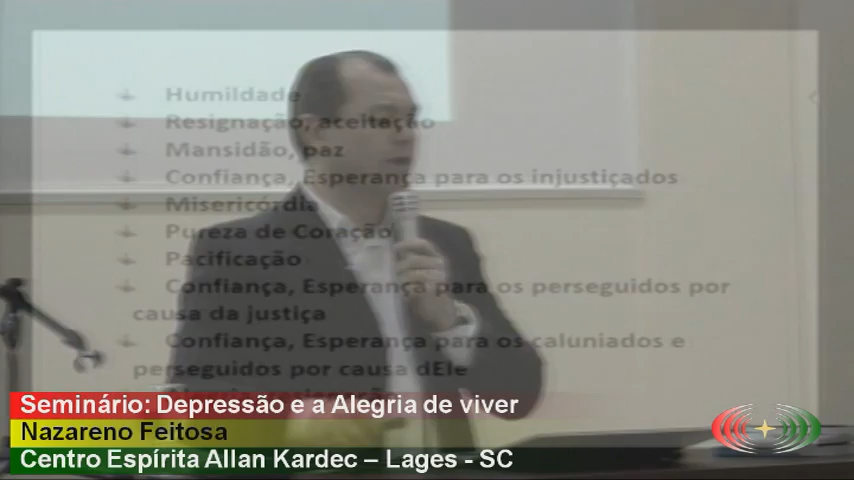 Humildade
Resignação, aceitação
Mansidão, paz
Confiança, Esperança para os injustiçados
Misericórdia
Pureza de Coração
Pacificação
Confiança, Esperança para os perseguidos por
causa da justiça
Confiança, Esperança para os caluniados e
perseguidos por causa dEle
Seminário: Depressão e a Alegria de viver
Nazareno Feitosa
Centro Espírita Allan Kardec – Lages - SC